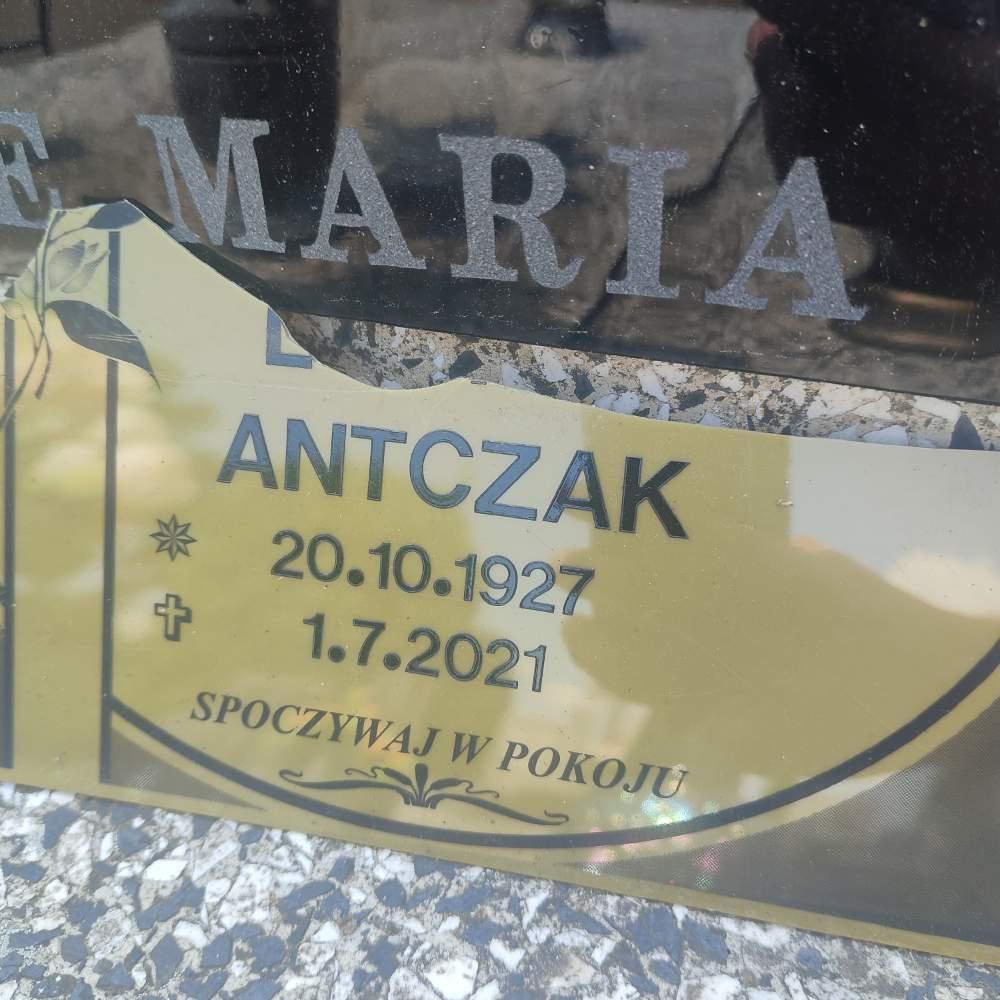 E MARIA
ANTCZAK
20.10.1927
1.7.2021
SPOCZYWAJ W POKOJU